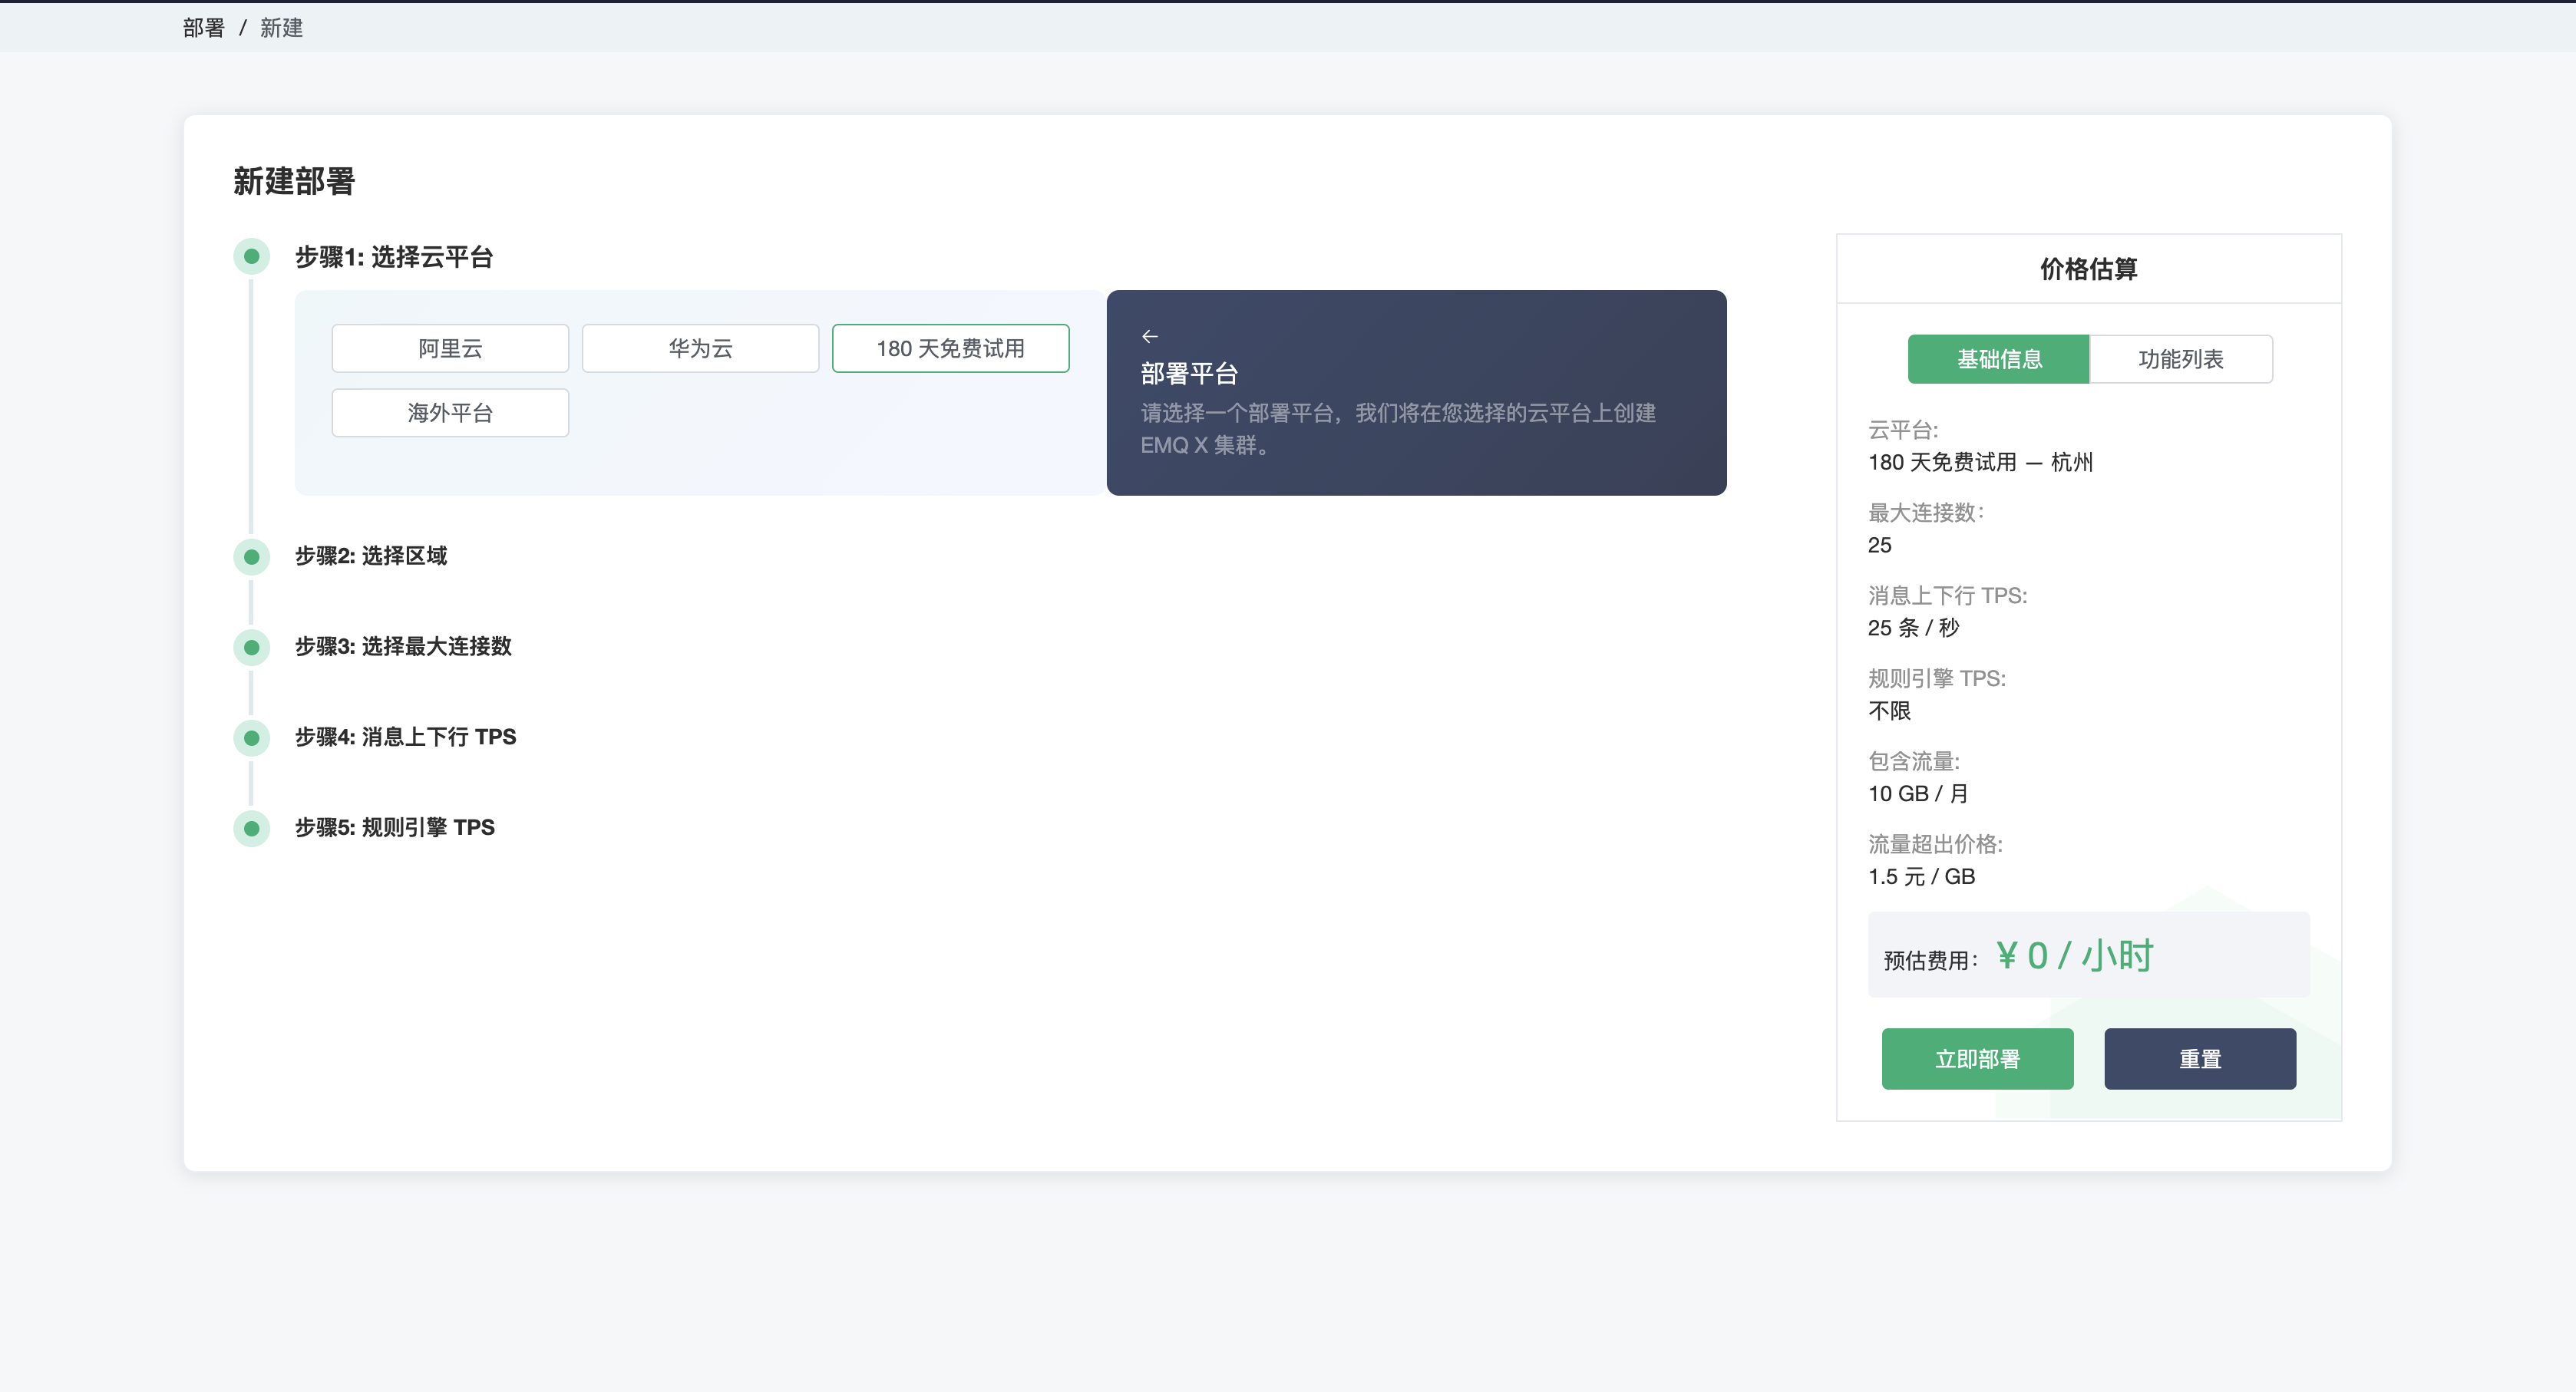 部署 / 新建
新建部署
步骤1: 选择云平台
阿里云
华为云
180 天免费试用
海外平台
部署平台
请选择一个部署平台，我们将在您选择的云平台上创建
EMQ X 集群。
步骤2: 选择区域
步骤3: 选择最大连接数
步骤4: 消息上下行 TPS
步骤5: 规则引擎 TPS
价格估算
基础信息
功能列表
云平台:
180 天免费试用 — 杭州
最大连接数:
25
消息上下行 TPS:
25 条 / 秒
规则引擎 TPS:
不限
包含流量:
10 GB / 月
流量超出价格:
1.5 元 / GB
预估费用： ¥ 0 / 小时
立即部署
重置